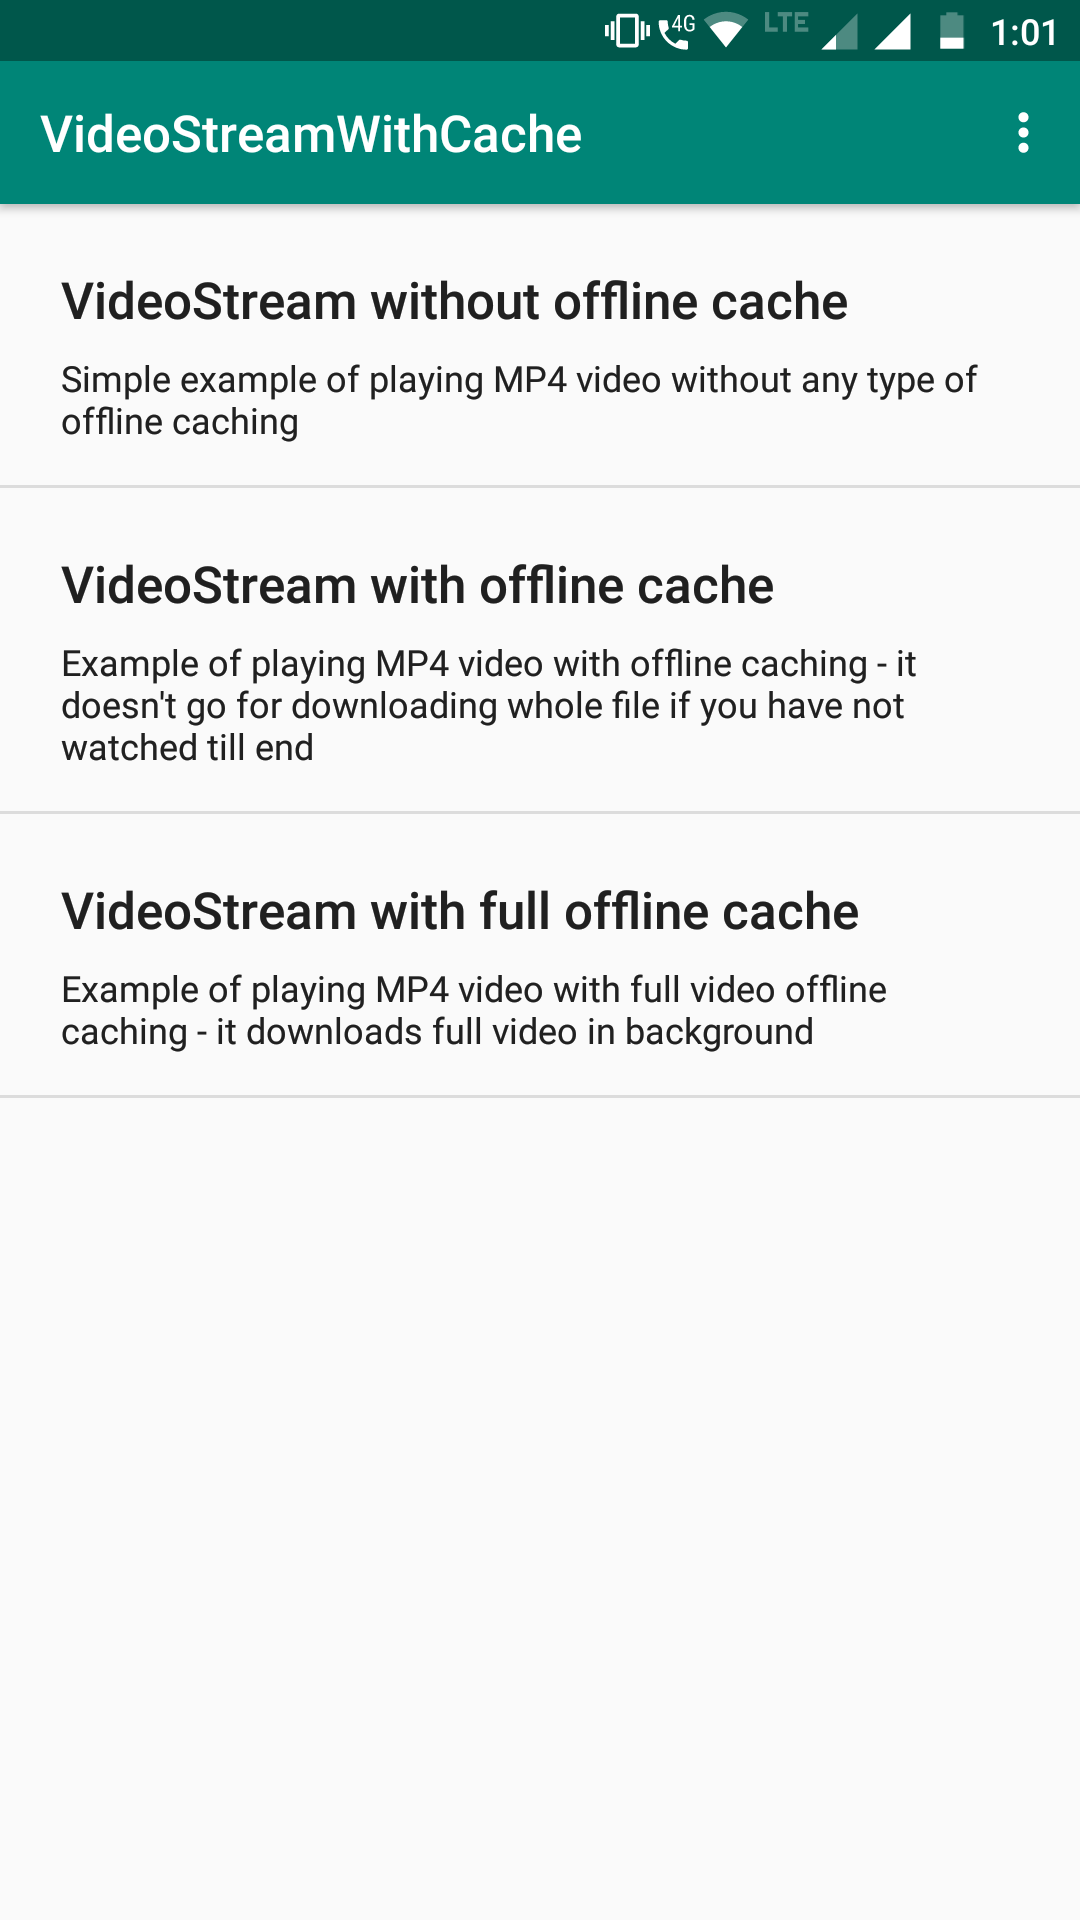 4G LTE 1:01
VideoStreamWithCache
VideoStream without offline cache
Simple example of playing MP4 video without any type of
offline caching
VideoStream with offline cache
Example of playing MP4 video with offline caching - it
doesn't go for downloading whole file if you have not
watched till end
VideoStream with full offline cache
Example of playing MP4 video with full video offline
caching - it downloads full video in background